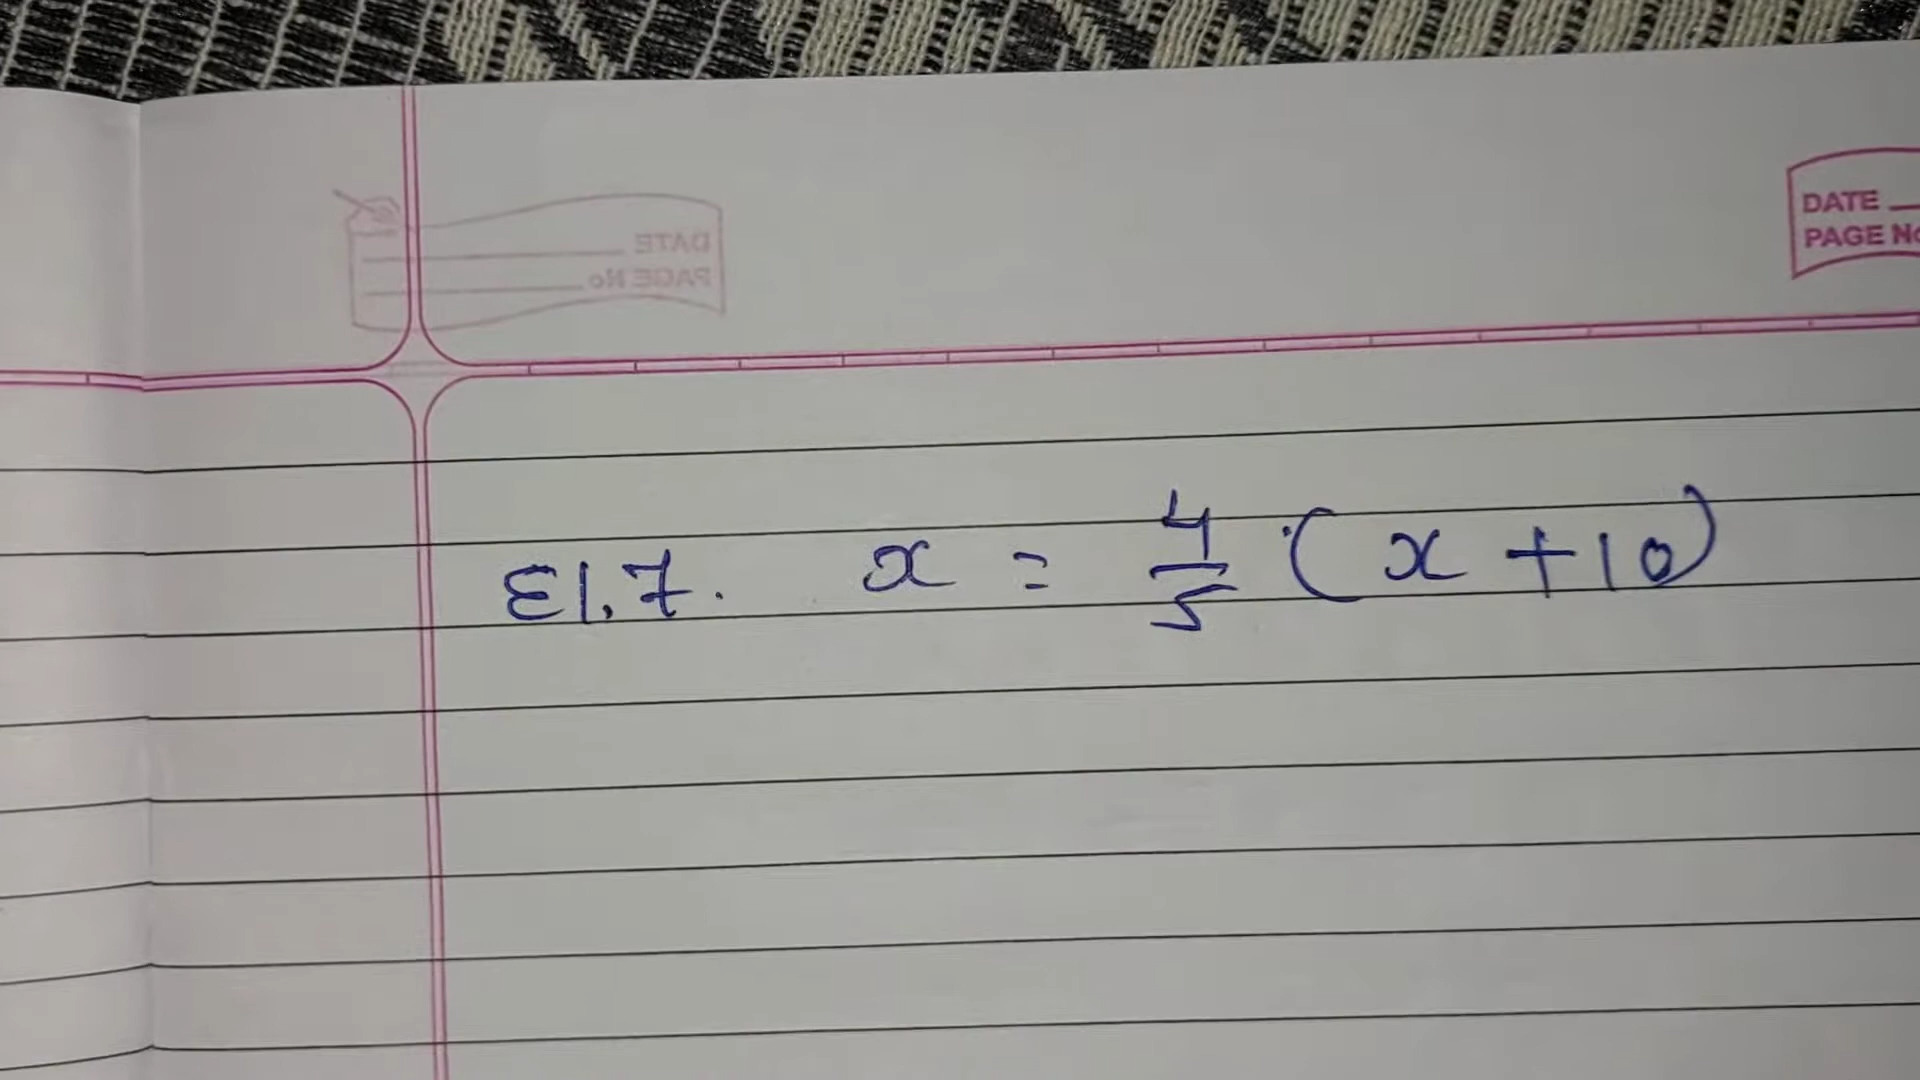 DATE
PAGE No
DATE
PAGE No
E1.7. x = 4/5 (x + 10)